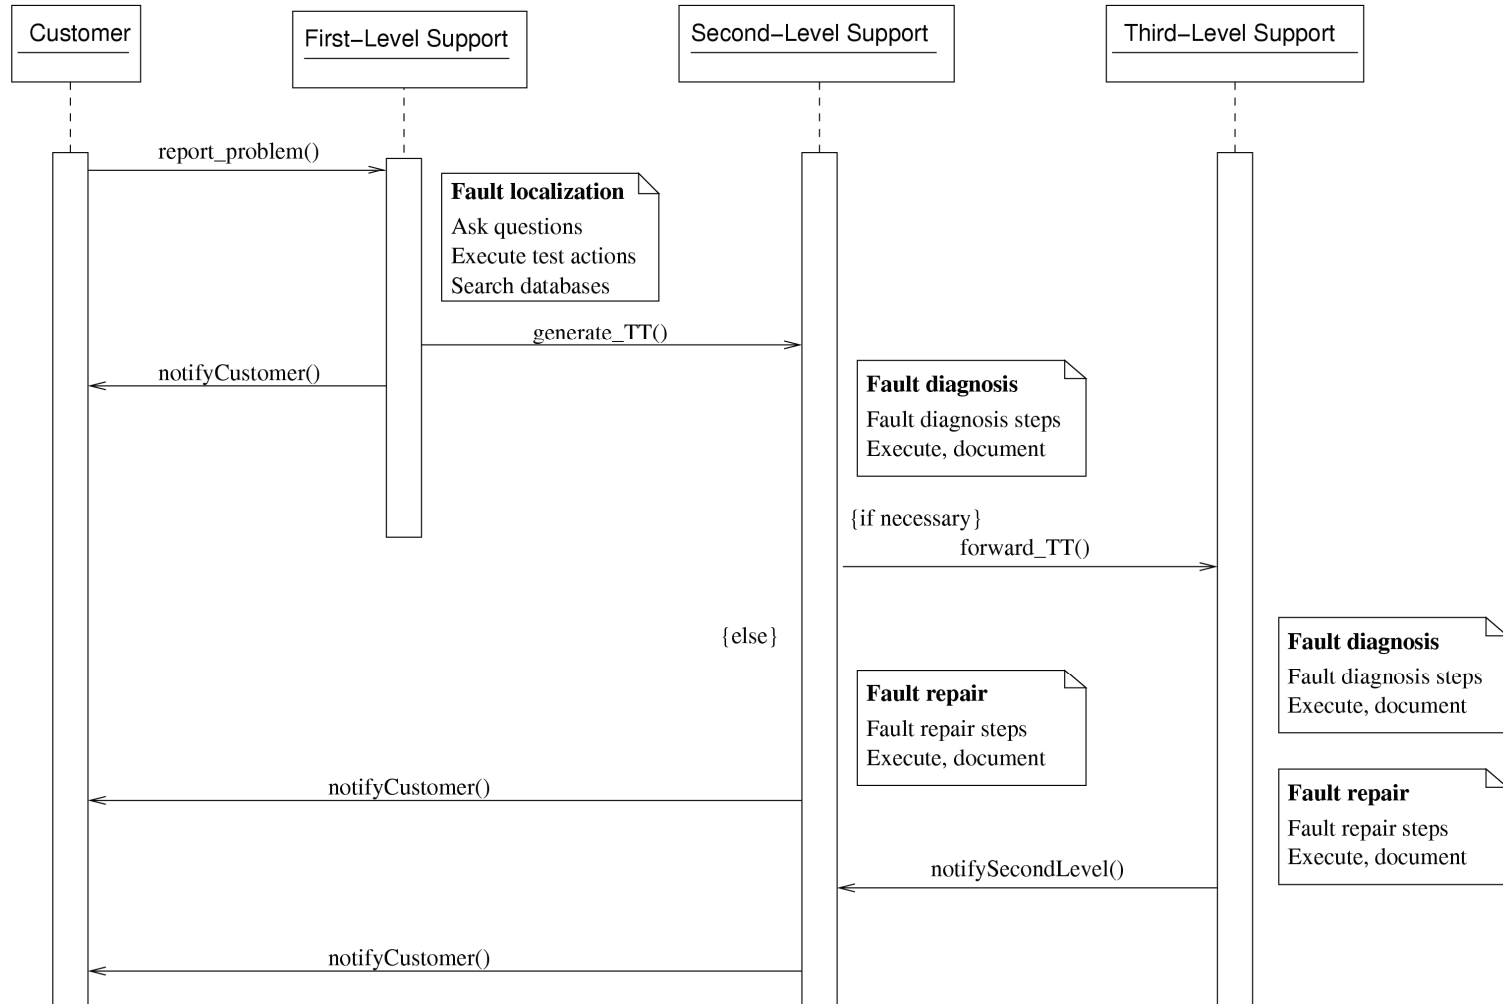 Customer
First–Level Support
Second–Level Support
Third–Level Support
report_problem()
Fault localization
Ask questions
Execute test actions
Search databases
generate_TT()
notifyCustomer()
Fault diagnosis
Fault diagnosis steps
Execute, document
{if necessary}
forward_TT()
{else}
Fault diagnosis
Fault diagnosis steps
Execute, document
Fault repair
Fault repair steps
Execute, document
notifyCustomer()
Fault repair
Fault repair steps
Execute, document
notifySecondLevel()
notifyCustomer()